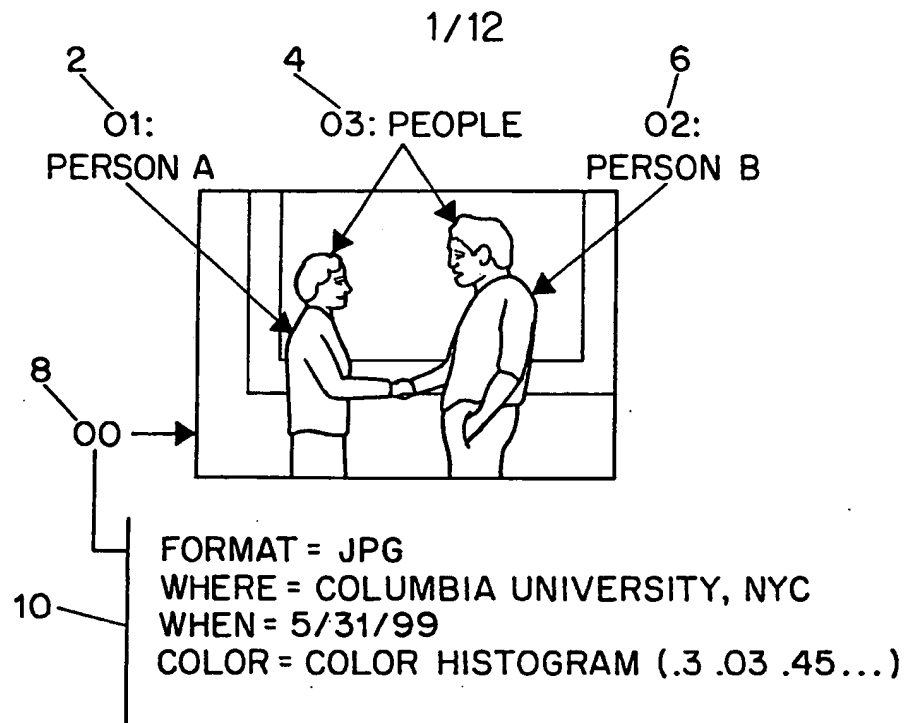 1/12
2 4 6
O1: O3: PEOPLE O2:
PERSON A PERSON B
8
OO
FORMAT = JPG
WHERE = COLUMBIA UNIVERSITY, NYC
10 WHEN = 5/31/99
COLOR = COLOR HISTOGRAM (.3 .03 .45...)